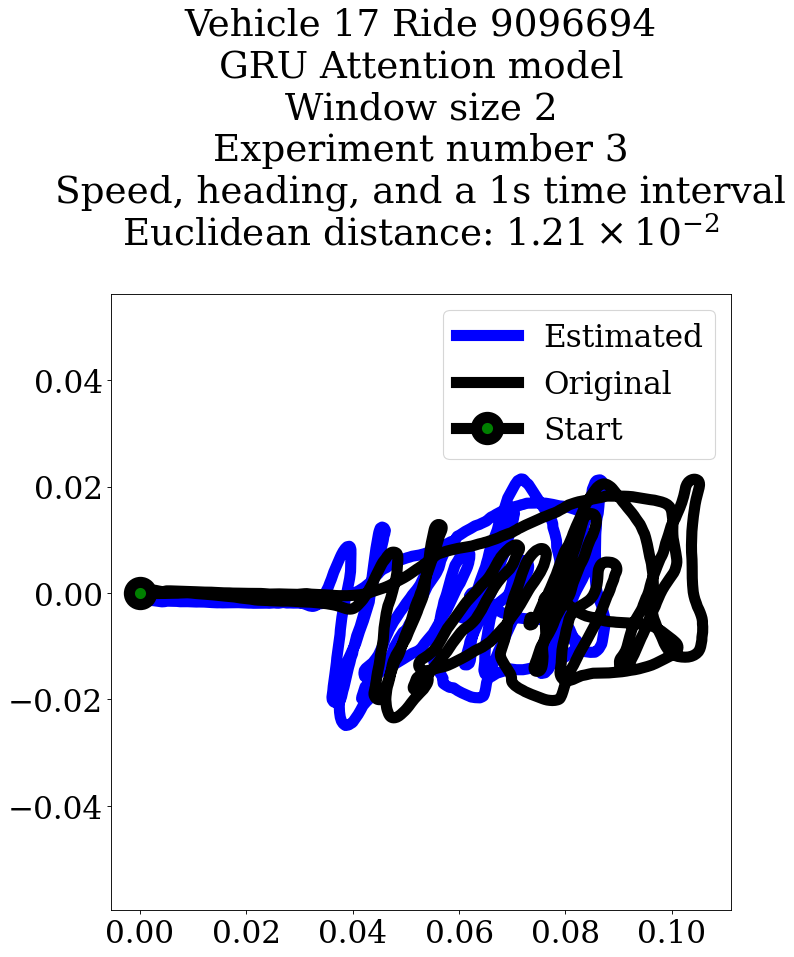 Vehicle 17 Ride 9096694
GRU Attention model
Window size 2
Experiment number 3
Speed, heading, and a 1s time interval
Euclidean distance: 1.21 × 10⁻²
Estimated
Original
Start
0.04
0.02
0.00
−0.02
−0.04
0.00 0.02 0.04 0.06 0.08 0.10